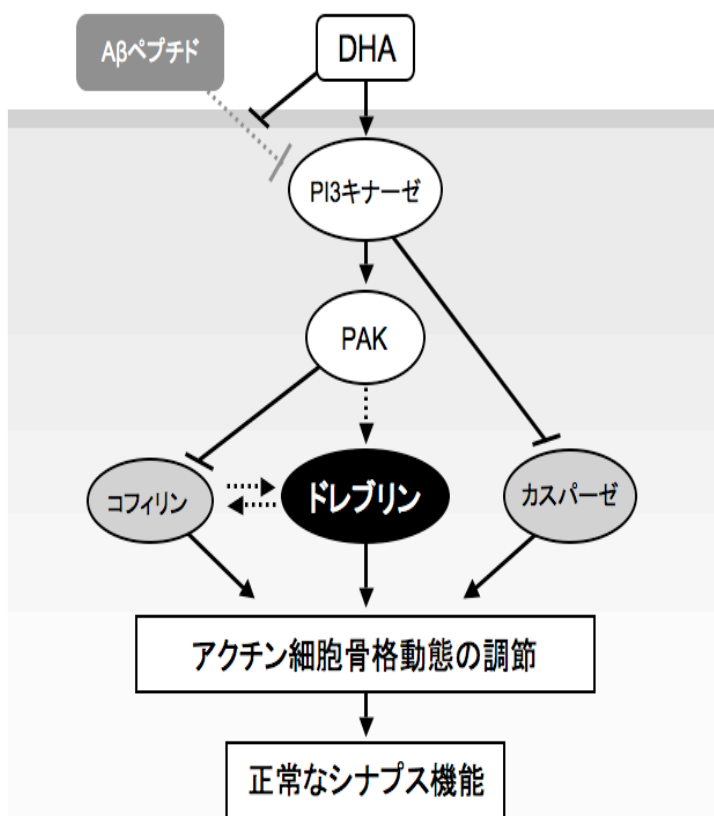 Aβペプチド
DHA
PI3キナーゼ
PAK
コフィリン
ドレブリン
カスパーゼ
アクチン細胞骨格動態の調節
正常なシナプス機能